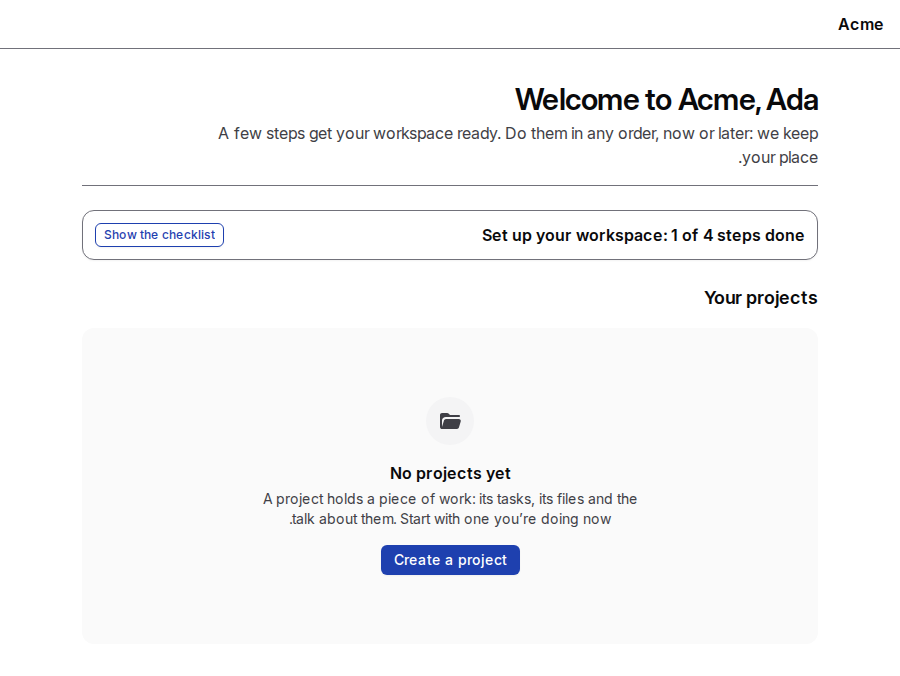 Acme
Welcome to Acme, Ada
A few steps get your workspace ready. Do them in any order, now or later: we keep
.your place
Set up your workspace: 1 of 4 steps done
Show the checklist
Your projects
No projects yet
A project holds a piece of work: its tasks, its files and the
.talk about them. Start with one you’re doing now
Create a project